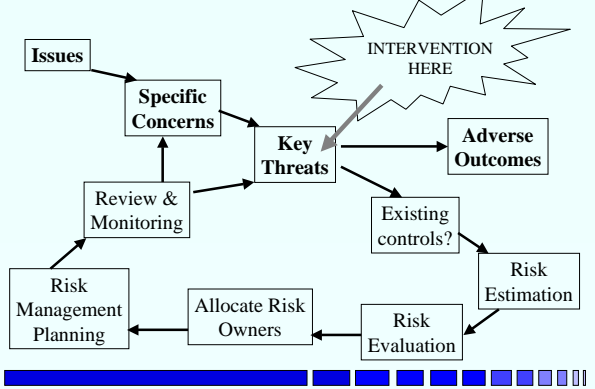 Issues
INTERVENTION
HERE
Specific
Concerns
Key
Threats
Adverse
Outcomes
Review &
Monitoring
Existing
controls?
Risk
Estimation
Risk
Management
Planning
Allocate Risk
Owners
Risk
Evaluation